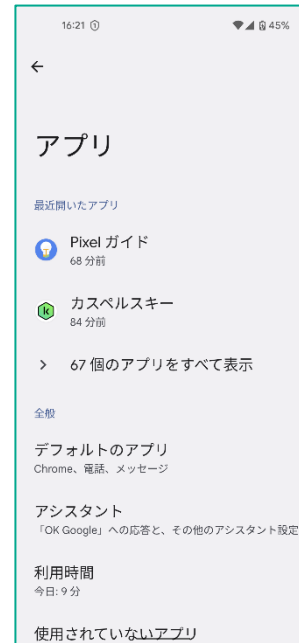 16:21
45%
アプリ
最近開いたアプリ
Pixel ガイド
68 分前
カスペルスキー
84 分前
67 個のアプリをすべて表示
全般
デフォルトのアプリ
Chrome、電話、メッセージ
アシスタント
「OK Google」への応答と、その他のアシスタント設定
利用時間
今日: 9 分
使用されていないアプリ